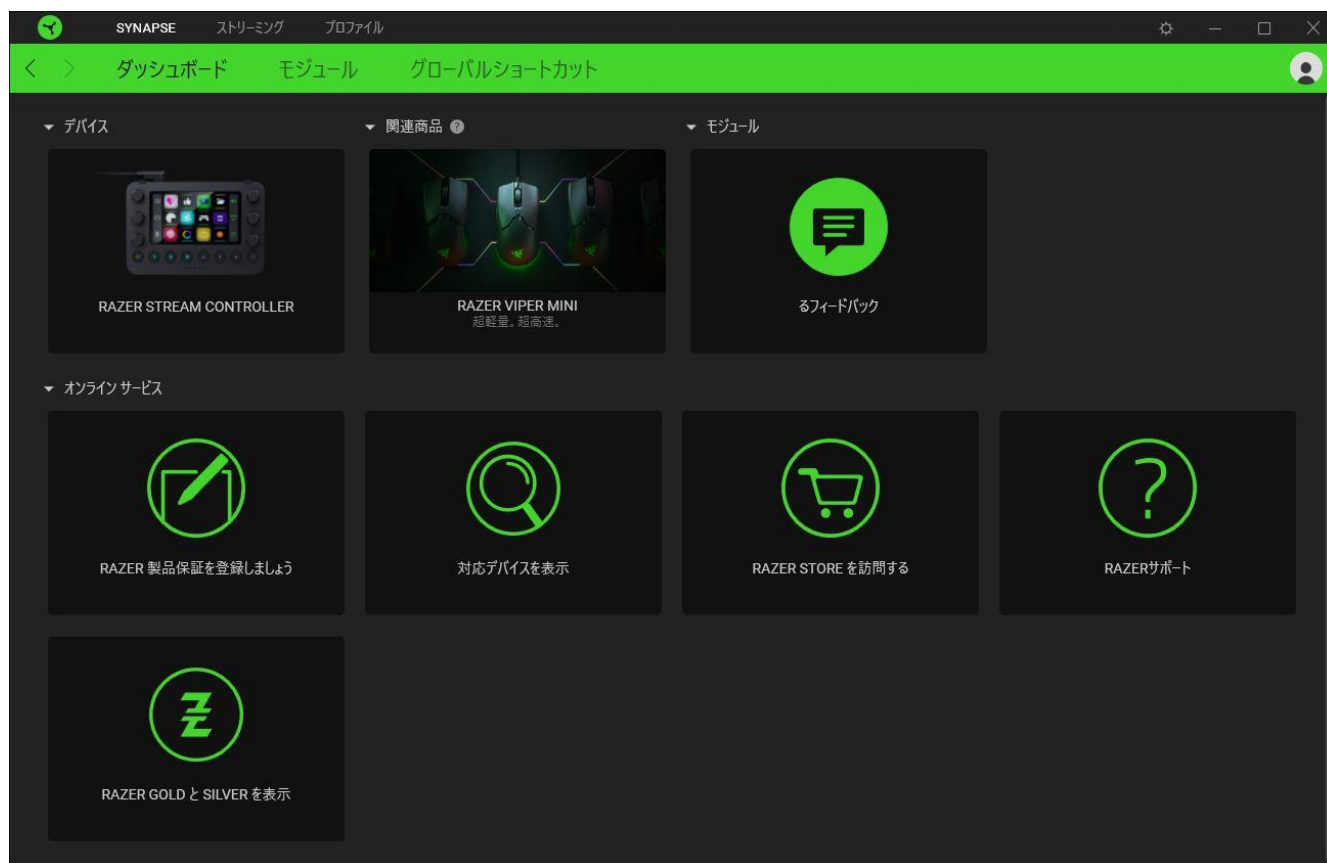 SYNAPSE ストリーミング プロファイル
ダッシュボード モジュール グローバルショートカット
デバイス
関連商品 ?
モジュール
RAZER STREAM CONTROLLER
RAZER VIPER MINI
超軽量。超高速。
るフィードバック
オンライン サービス
RAZER 製品保証を登録しましょう
対応デバイスを表示
RAZER STORE を訪問する
RAZERサポート
RAZER GOLD と SILVER を表示